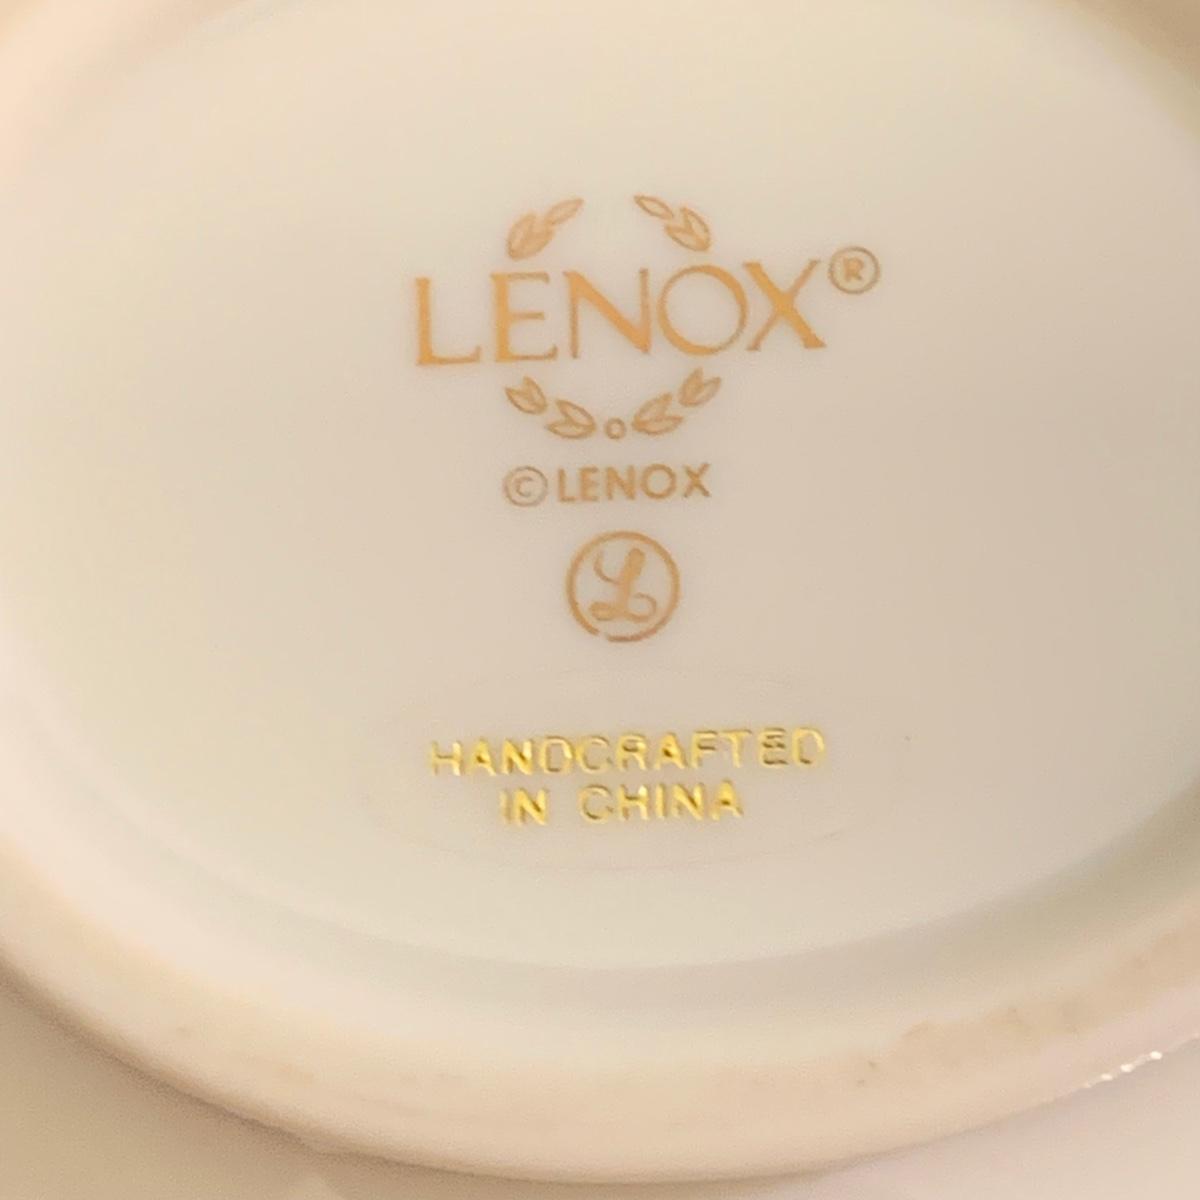 LENOX®
©LENOX
L
HANDCRAFTED
IN CHINA